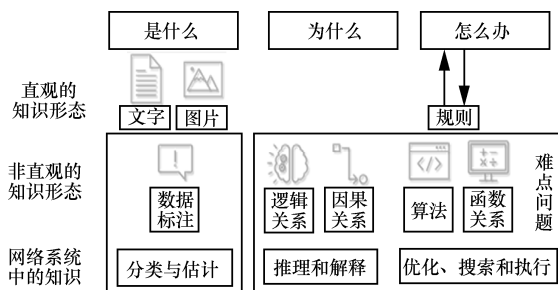 是什么
为什么
怎么办
直观的
知识形态
文字
图片
规则
非直观的
知识形态
数据
标注
逻辑
关系
因果
关系
算法
函数
关系
难
点
问
题
网络系统
中的知识
分类与估计
推理和解释
优化、搜索和执行